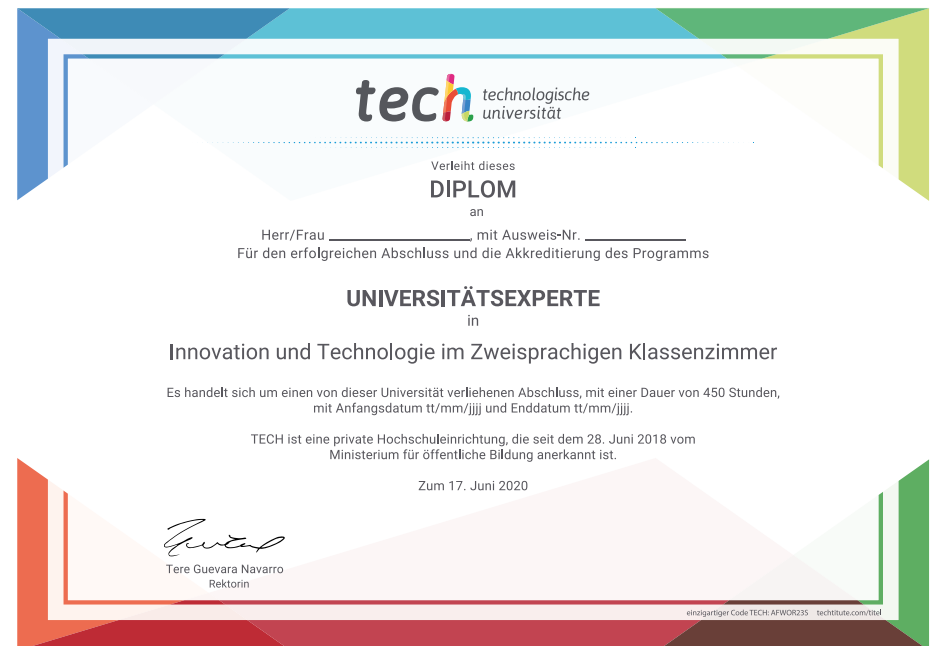 tech technologische
universität
Verleiht dieses
DIPLOM
an
Herr/Frau ____________, mit Ausweis-Nr. ____________
Für den erfolgreichen Abschluss und die Akkreditierung des Programms
UNIVERSITÄTSEXPERTE
in
Innovation und Technologie im Zweisprachigen Klassenzimmer
Es handelt sich um einen von dieser Universität verliehenen Abschluss, mit einer Dauer von 450 Stunden,
mit Anfangsdatum tt/mm/jjjj und Enddatum tt/mm/jjjj.
TECH ist eine private Hochschuleinrichtung, die seit dem 28. Juni 2018 vom
Ministerium für öffentliche Bildung anerkannt ist.
Zum 17. Juni 2020
Tere Guevara Navarro
Rektorin
einzigartiger Code TECH: AFWOR23S techtitute.com/titel